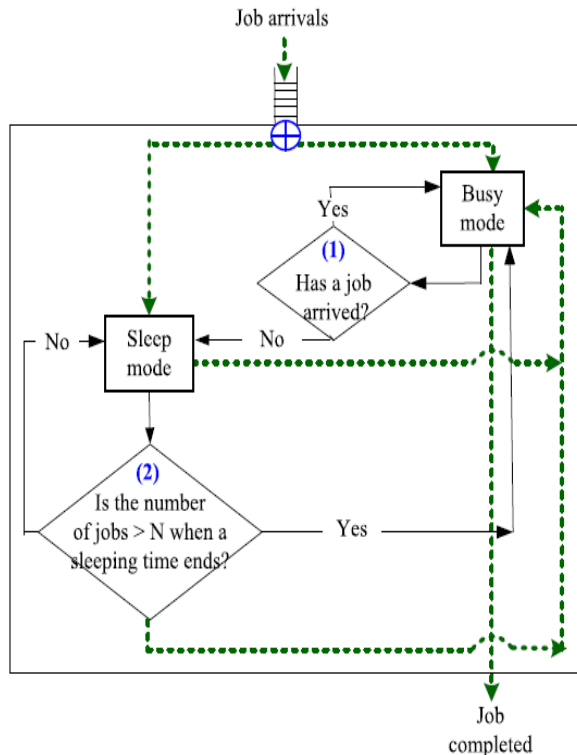 Job arrivals
Busy
mode
Yes
(1)
Has a job
arrived?
No
Sleep
mode
No
(2)
Is the number
of jobs > N when a
sleeping time ends?
Yes
Job
completed